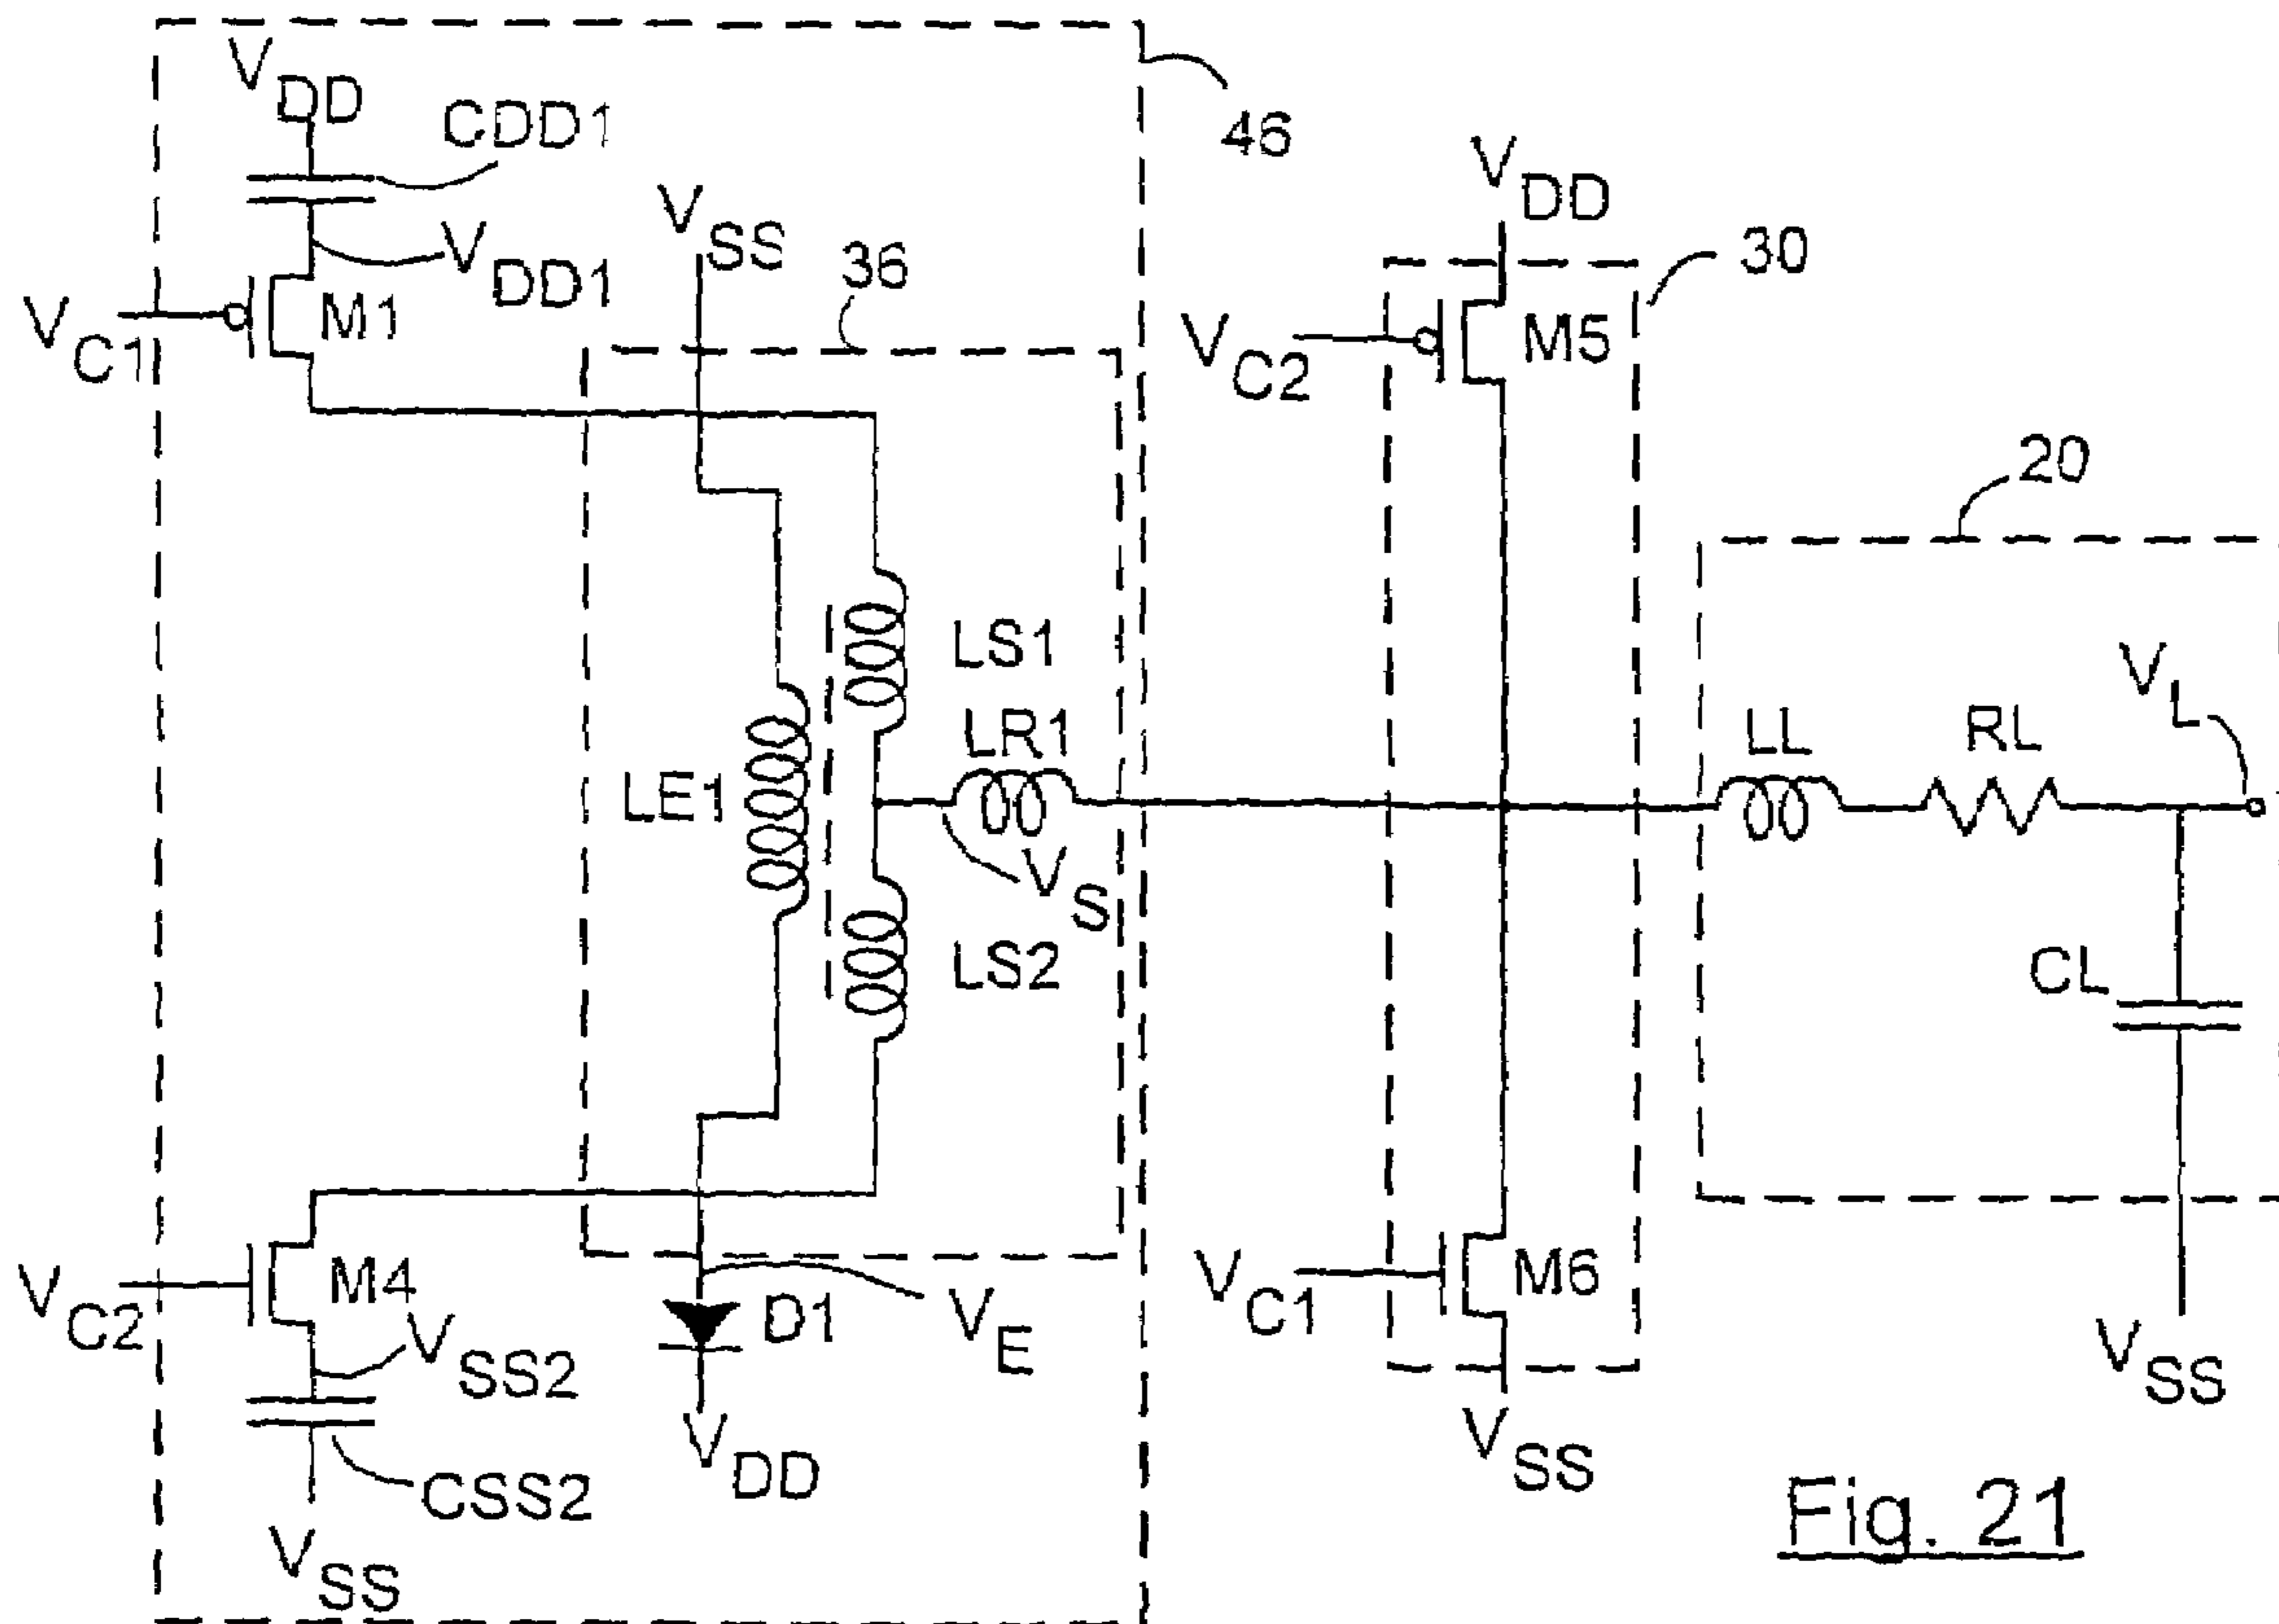 VDD
CDD1
46
VDD
VSS
VDD1
36
30
VC1
M1
VC2
M5
20
LS1
VL
LR1
LL
RL
LE1
VS
LS2
CL
VC2
M4
VSS2
D1
VE
VC1
M6
VSS
CSS2
VDD
VSS
VSS
Fig. 21